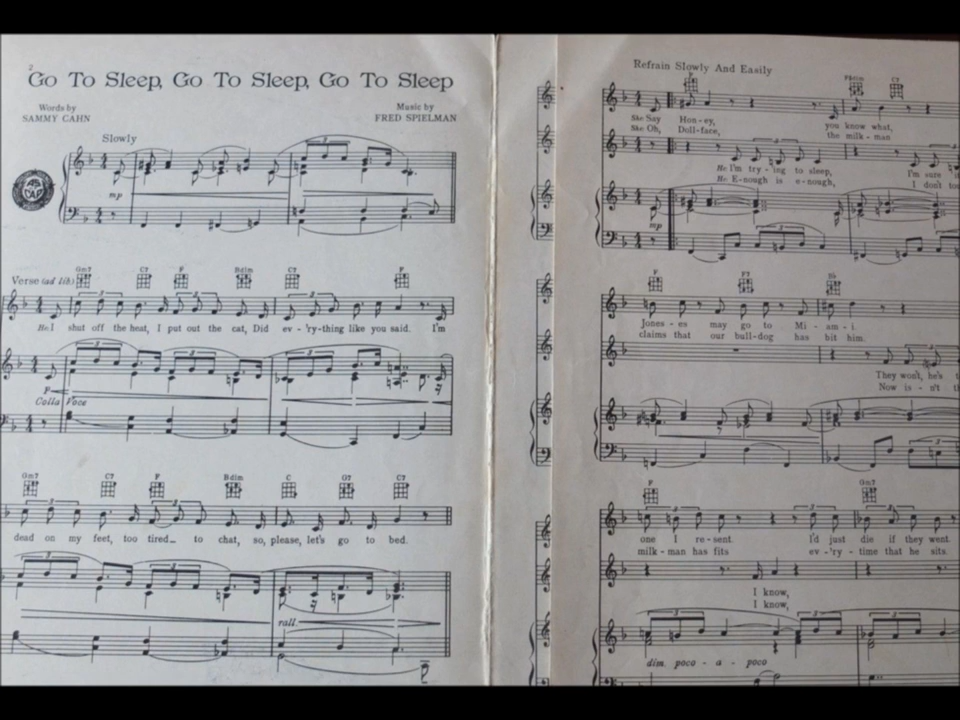 2
Go To Sleep, Go To Sleep, Go To Sleep
Words by
SAMMY CAHN
Music by
FRED SPIELMAN
Slowly
mp
Verse (ad lib)
Gm7 C7 F Bdim C7 F
He: I shut off the heat, I put out the cat, Did ev - 'ry-thing like you said. I'm
F
Colla Voce
Gm7 C7 F Bdim C G7 C7
dead on my feet, too tired_ to chat, so, please, let's go to bed.
rall.
Refrain Slowly And Easily
F C7
She: Say Hon - ey, you know what,
She: Oh, Doll-face, the milk - man
He: I'm try - ing to sleep, I'm sure
He: E-nough is e-nough, I don't
mp
F F7 Bb
Jones - es may go to Mi - am - i.
claims that our bull-dog has bit him.
They won't, he's
Now is - n't
F Gm7
one I re-sent. I'd just die if they went.
milk - man has fits ev-'ry - time that he sits.
I know,
I know,
dim. poco - a - poco